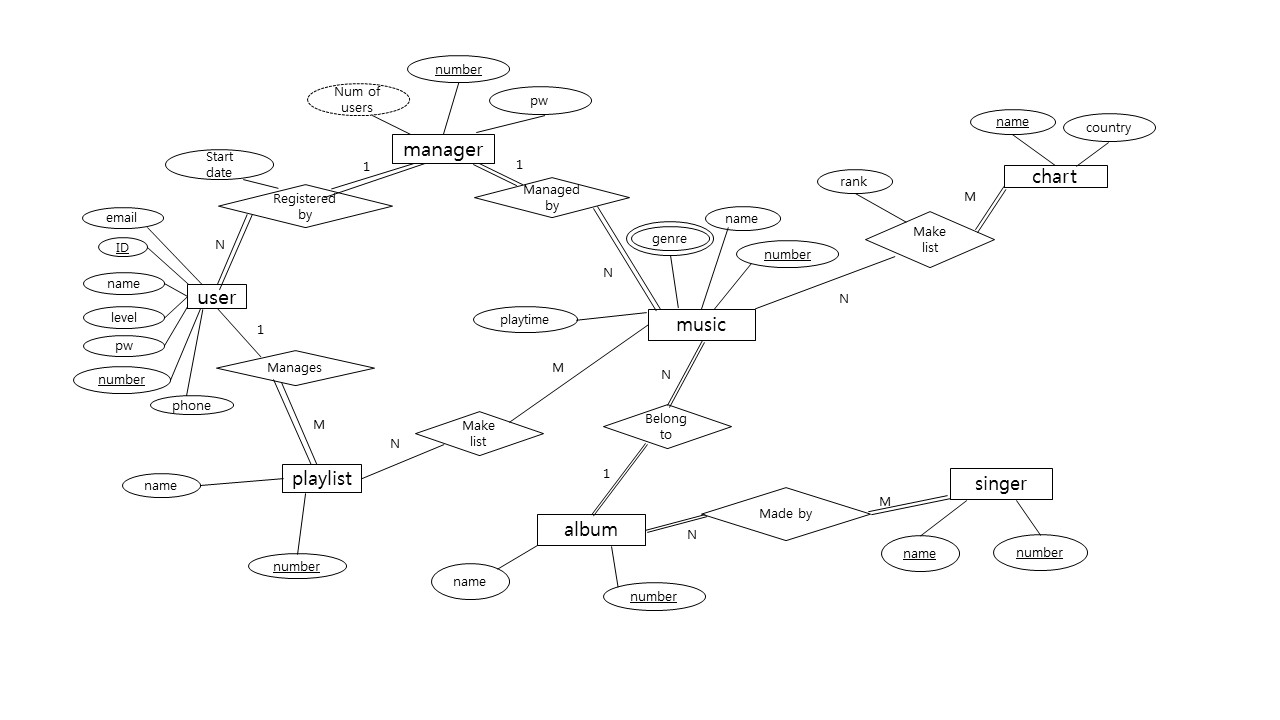 number
Num of
users
pw
manager
name
country
chart
Start
date
1
1
Registered
by
Managed
by
rank
M
email
ID
name
level
pw
number
phone
N
user
genre
name
number
Make
list
N
N
playtime
music
1
Manages
M
M
N
Make
list
N
Belong
to
playlist
name
number
1
album
N
Made by
M
singer
name
number
name
number